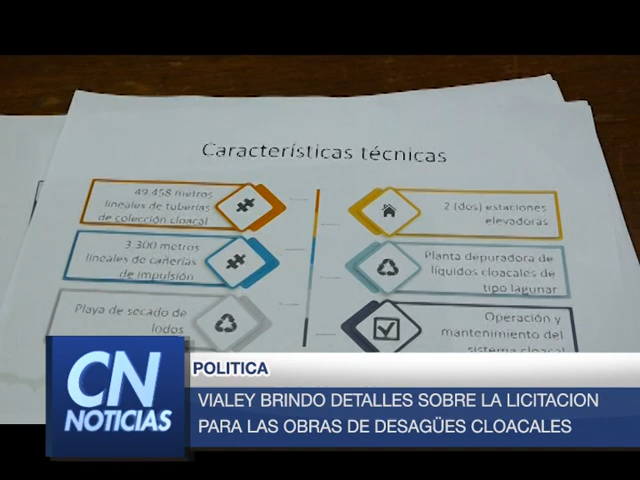 Características técnicas
49.458 metros
lineales de tuberías
de colección cloacal
2 (dos) estaciones
elevadoras
3.300 metros
lineales de cañerías
de impulsión
Planta depuradora de
líquidos cloacales de
tipo lagunar
Playa de secado de
lodos
Operación y
mantenimiento del
sistema cloacal
CN
NOTICIAS
POLITICA
VIALEY BRINDO DETALLES SOBRE LA LICITACION
PARA LAS OBRAS DE DESAGÜES CLOACALES